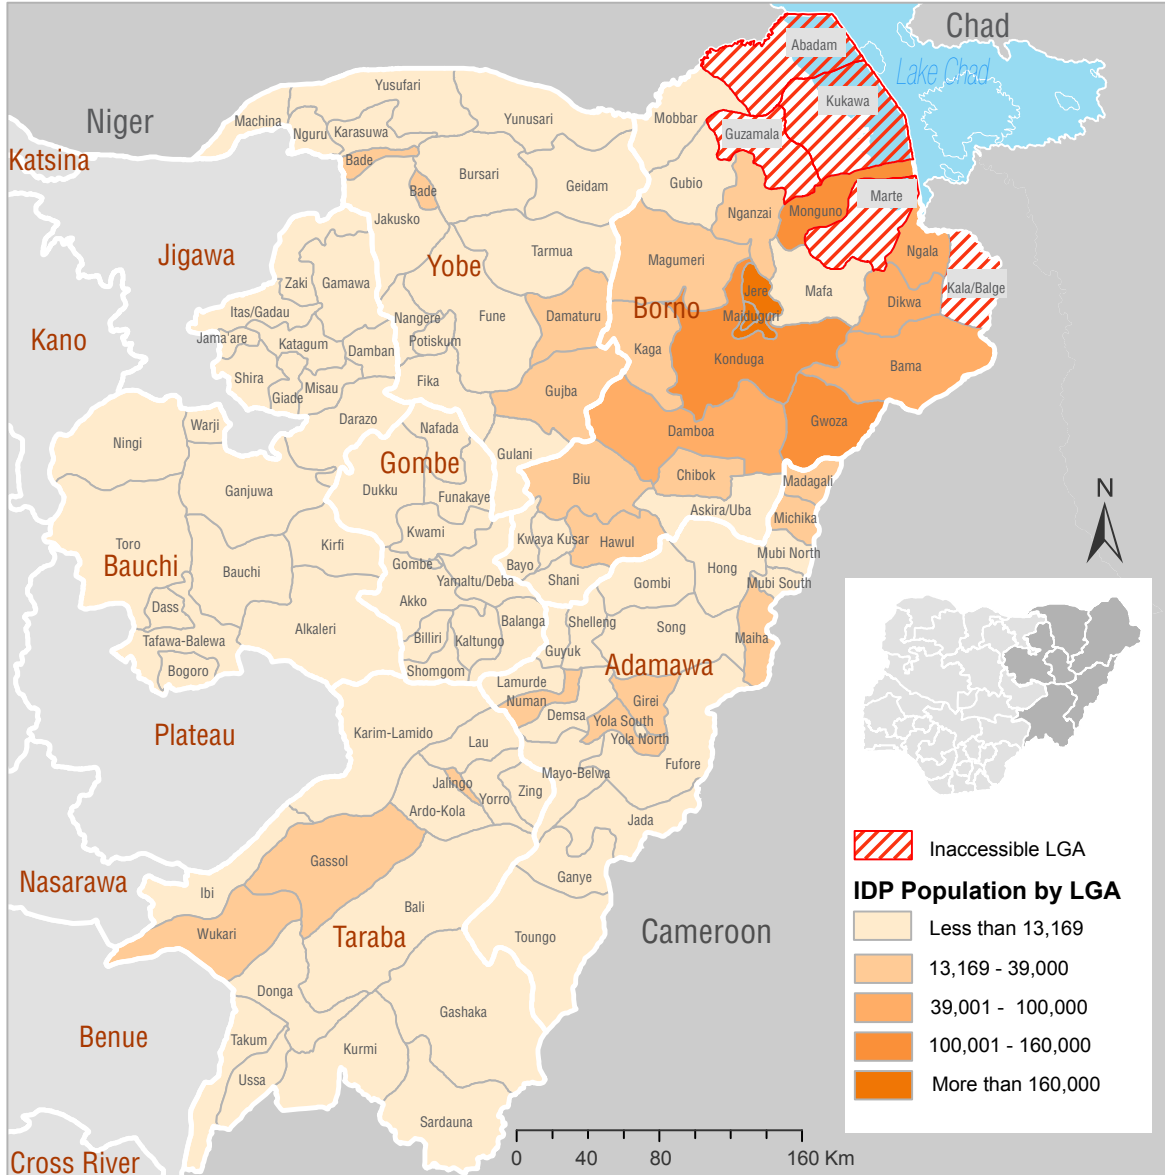 Chad
Abadam
Lake Chad
Yusufari
Kukawa
Niger
Machina
Yunusari
Mobbar
Nguru
Karasuwa
Guzamala
Katsina
Bade
Bursari
Geidam
Gubio
Bade
Marte
Nganzai
Monguno
Jakusko
Jigawa
Tarmua
Ngala
Yobe
Magumeri
Zaki
Gamawa
Jere
Mafa
Kala/Balge
Dikwa
Itas/Gadau
Nangere
Fune
Damaturu
Borno
Maiduguri
Kano
Jama'are
Katagum
Potiskum
Damban
Kaga
Konduga
Bama
Shira
Misau
Fika
Gujba
Giade
Darazo
Gwoza
Warji
Nafada
Damboa
Ningi
Gulani
Gombe
Chibok
Biu
Madagali
N
Ganjuwa
Dukku
Funakaye
Askira/Uba
Michika
Kwami
Kwaya Kusar
Hawul
Toro
Kirfi
Mubi North
Bauchi
Bauchi
Gombe
Bayo
Hong
Yamaltu/Deba
Shani
Gombi
Mubi South
Dass
Akko
Balanga
Shelleng
Alkaleri
Song
Tafawa-Balewa
Billiri
Kaltungo
Maiha
Guyuk
Bogoro
Shomgom
Adamawa
Lamurde
Numan
Girei
Demsa
Yola South
Plateau
Karim-Lamido
Lau
Yola North
Fufore
Mayo-Belwa
Jalingo
Yorro
Zing
Ardo-Kola
Jada
Inaccessible LGA
Gassol
Nasarawa
Ganye
IDP Population by LGA
Ibi
Bali
Less than 13,169
Wukari
Taraba
Toungo
Cameroon
13,169 - 39,000
Donga
39,001 - 100,000
Gashaka
Benue
Takum
Kurmi
100,001 - 160,000
Ussa
More than 160,000
Sardauna
Cross River
0 40 80 160 Km